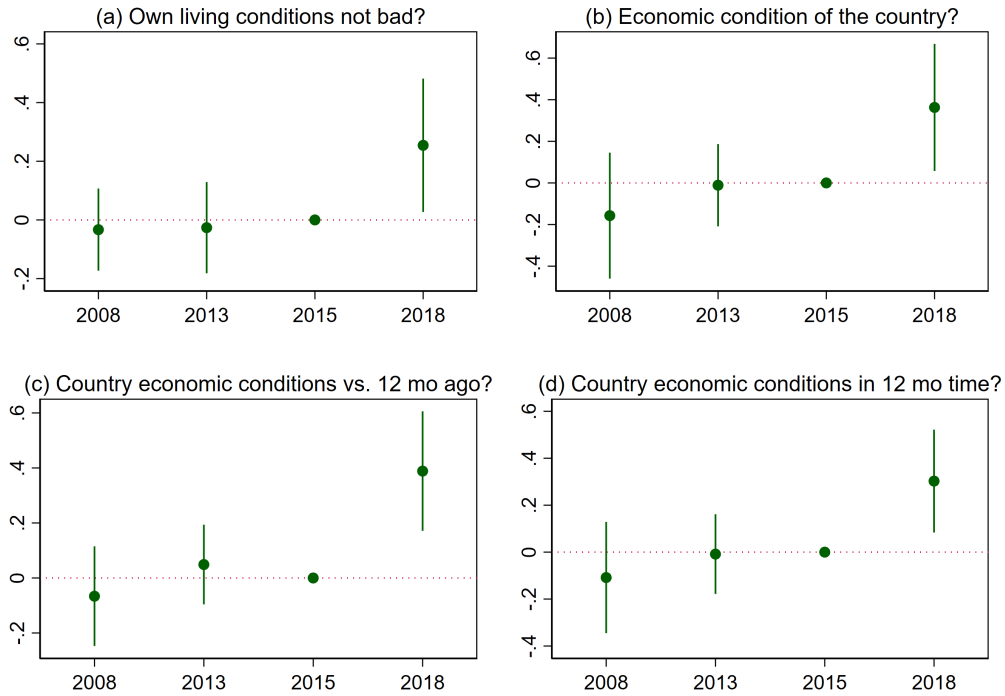 (a) Own living conditions not bad?
.6
.4
.2
0
-.2
2008 2013 2015 2018
(b) Economic condition of the country?
.6
.4
.2
0
-.2
-.4
2008 2013 2015 2018
(c) Country economic conditions vs. 12 mo ago?
.6
.4
.2
0
-.2
2008 2013 2015 2018
(d) Country economic conditions in 12 mo time?
.6
.4
.2
0
-.2
-.4
2008 2013 2015 2018